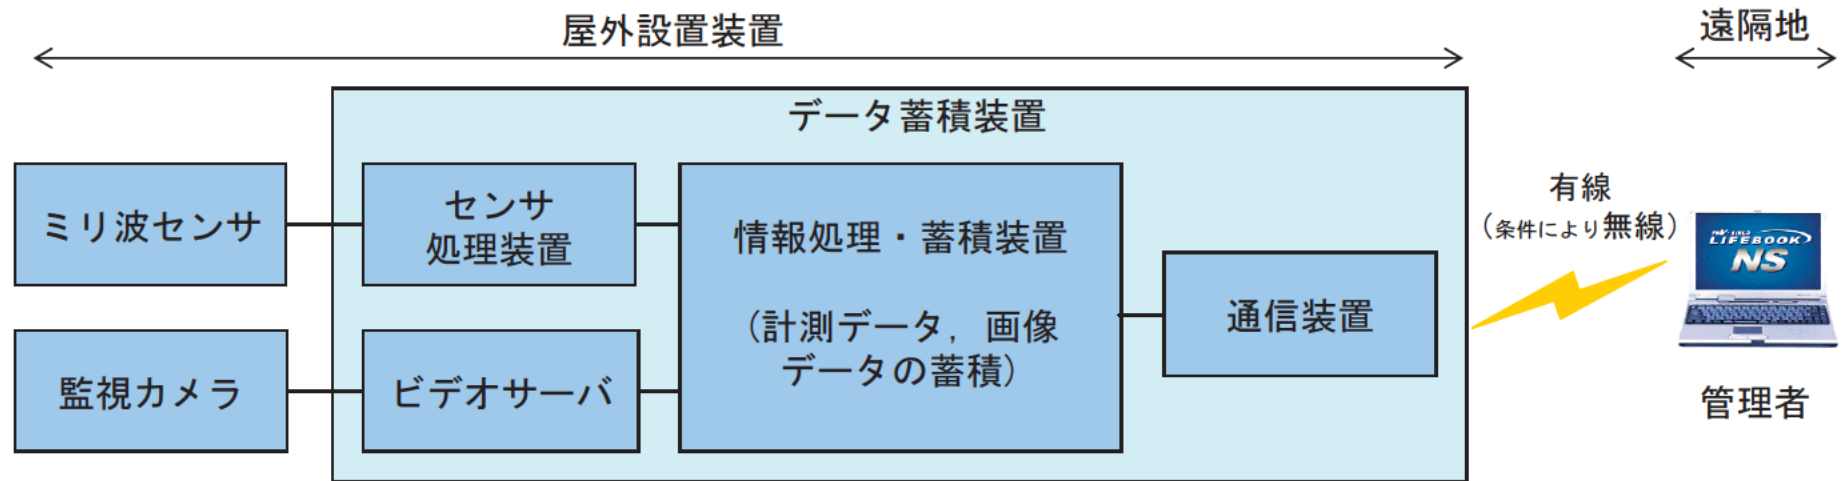 屋外設置装置
遠隔地
データ蓄積装置
ミリ波センサ
センサ
処理装置
情報処理・蓄積装置
（計測データ，画像
データの蓄積）
通信装置
監視カメラ
ビデオサーバ
有線
（条件により無線）
LIFEBOOK
NS
管理者